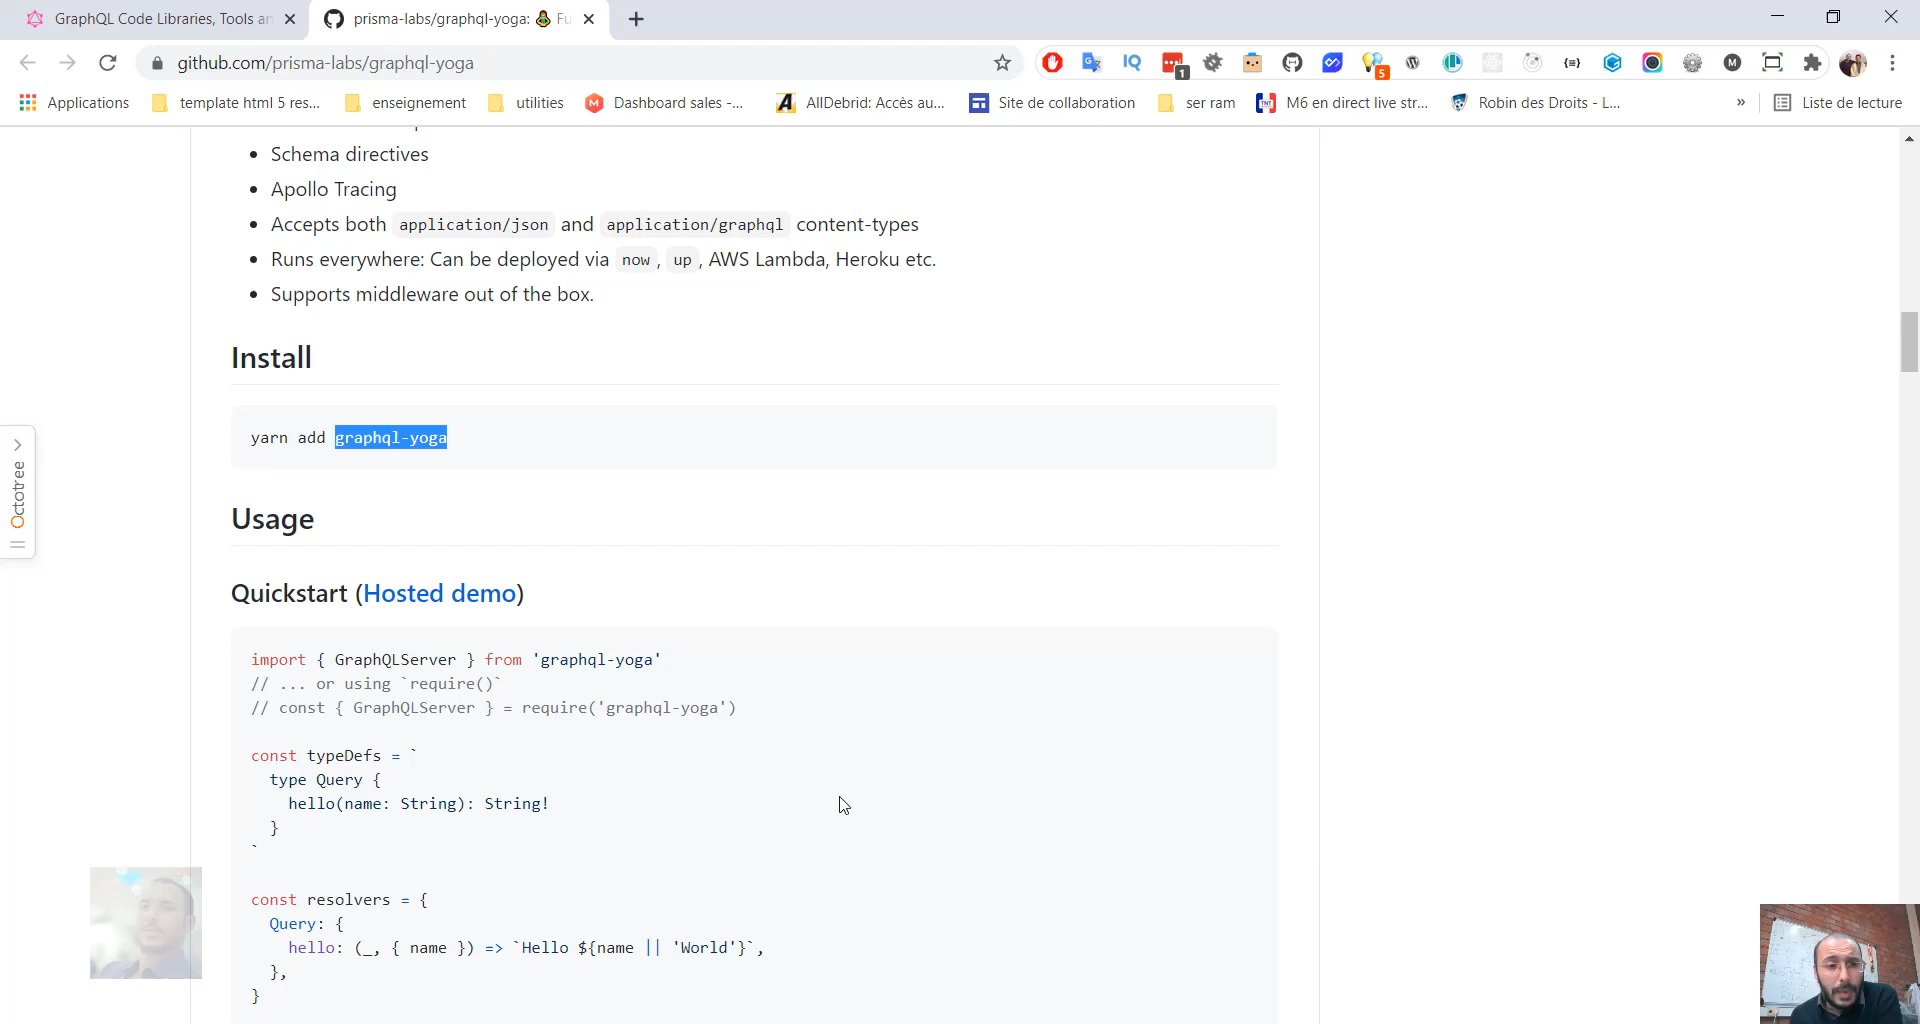 GraphQL Code Libraries, Tools an
prisma-labs/graphql-yoga: Fu
github.com/prisma-labs/graphql-yoga
1
5
Applications
template html 5 res...
enseignement
utilities
Dashboard sales -...
AllDebrid: Accès au...
Site de collaboration
ser ram
M6 en direct live str...
Robin des Droits - L...
»
Liste de lecture
• Schema directives
• Apollo Tracing
• Accepts both application/json and application/graphql content-types
• Runs everywhere: Can be deployed via now, up, AWS Lambda, Heroku etc.
• Supports middleware out of the box.
Install
yarn add graphql-yoga
Octotree
Usage
Quickstart (Hosted demo)
import { GraphQLServer } from 'graphql-yoga'
// ... or using `require()`
// const { GraphQLServer } = require('graphql-yoga')
const typeDefs = `
type Query {
hello(name: String): String!
}
`
const resolvers = {
Query: {
hello: (_, { name }) => `Hello ${name || 'World'}`,
},
}